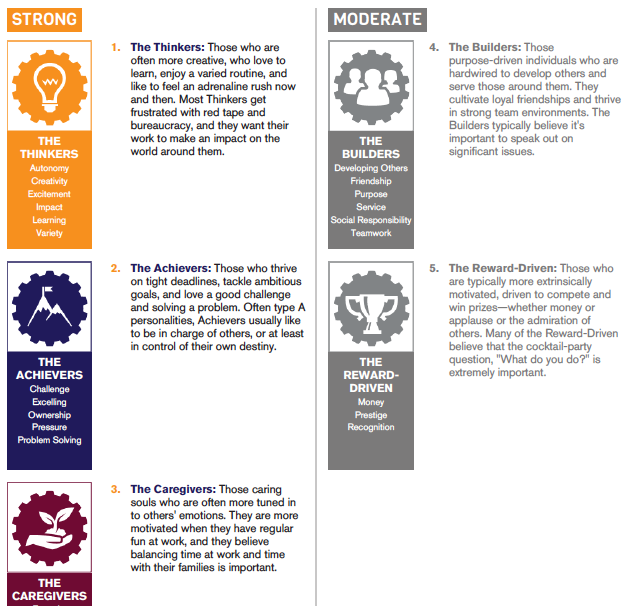 STRONG
THE
THINKERS
Autonomy
Creativity
Excitement
Impact
Learning
Variety
1. The Thinkers: Those who are
often more creative, who love to
learn, enjoy a varied routine, and
like to feel an adrenaline rush now
and then. Most Thinkers get
frustrated with red tape and
bureaucracy, and they want their
work to make an impact on the
world around them.
THE
ACHIEVERS
Challenge
Excelling
Ownership
Pressure
Problem Solving
2. The Achievers: Those who thrive
on tight deadlines, tackle ambitious
goals, and love a good challenge
and solving a problem. Often type A
personalities, Achievers usually like
to be in charge of others, or at least
in control of their own destiny.
THE
CAREGIVERS
3. The Caregivers: Those caring
souls who are often more tuned in
to others' emotions. They are more
motivated when they have regular
fun at work, and they believe
balancing time at work and time
with their families is important.
MODERATE
THE
BUILDERS
Developing Others
Friendship
Purpose
Service
Social Responsibility
Teamwork
4. The Builders: Those
purpose-driven individuals who are
hardwired to develop others and
serve those around them. They
cultivate loyal friendships and thrive
in strong team environments. The
Builders typically believe it's
important to speak out on
significant issues.
THE
REWARD-
DRIVEN
Money
Prestige
Recognition
5. The Reward-Driven: Those who
are typically more extrinsically
motivated, driven to compete and
win prizes—whether money or
applause or the admiration of
others. Many of the Reward-Driven
believe that the cocktail-party
question, "What do you do?" is
extremely important.